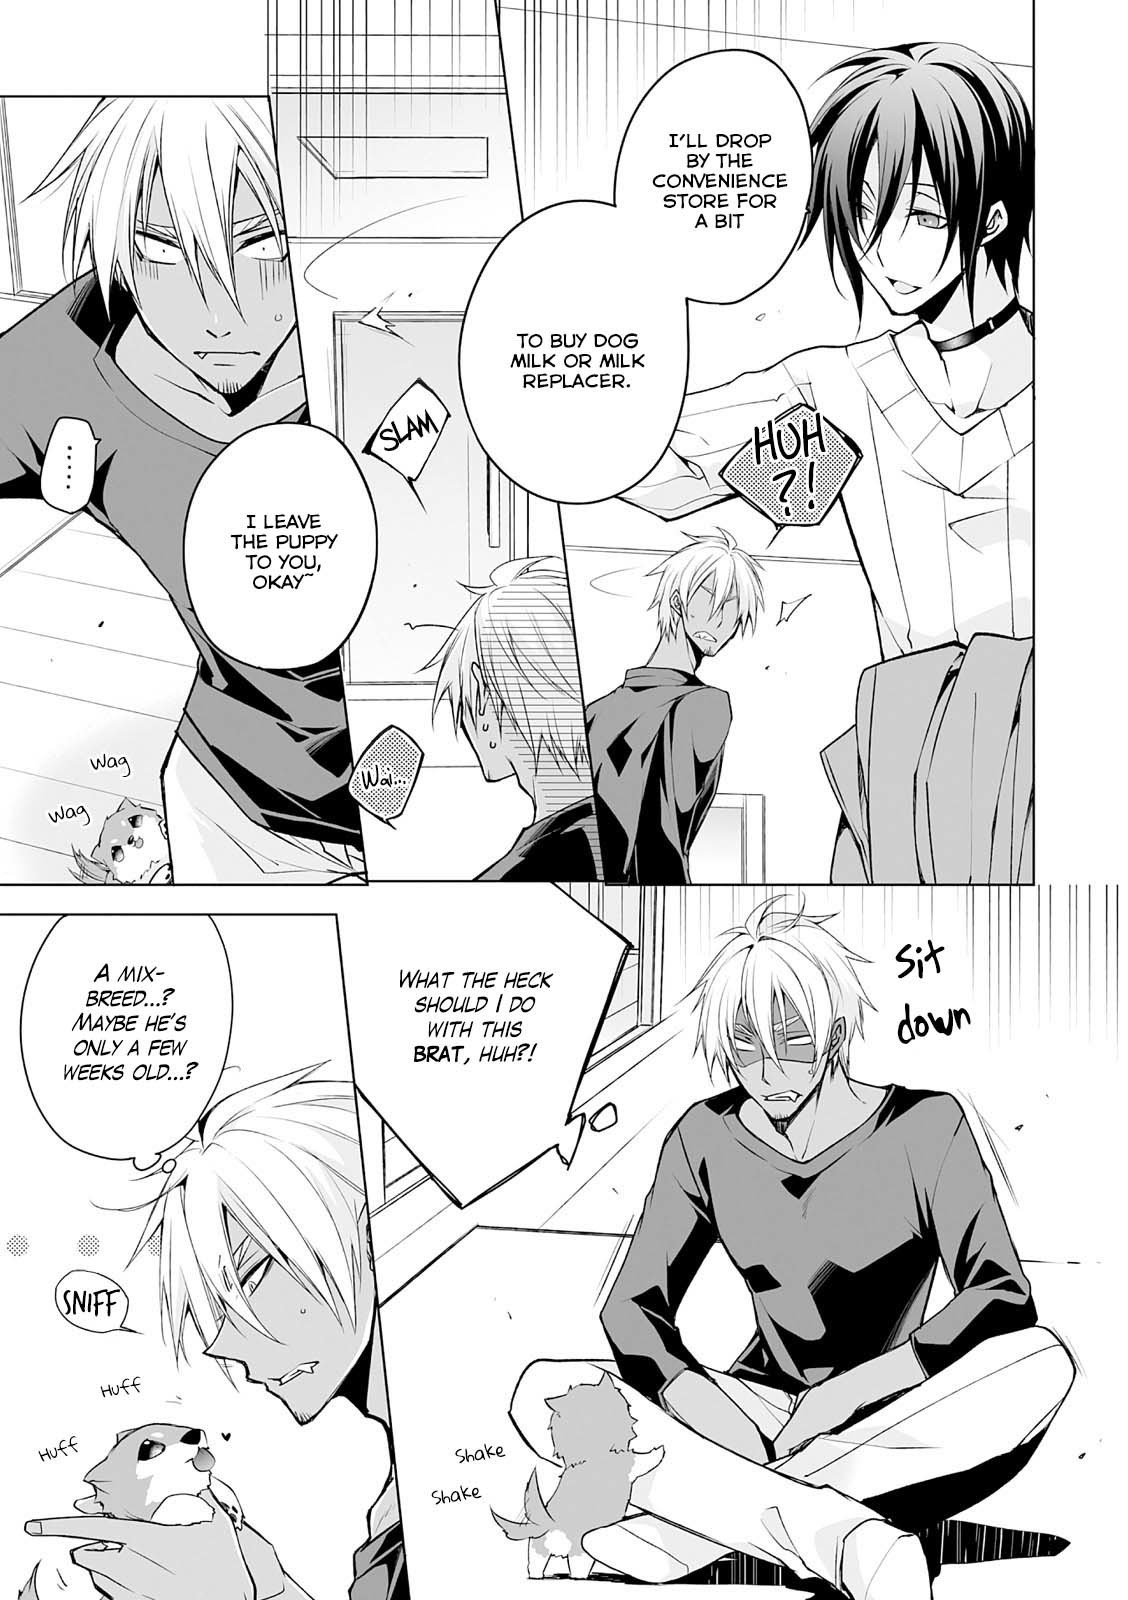 I'LL DROP
BY THE
CONVENIENCE
STORE FOR
A BIT
TO BUY DOG
MILK OR MILK
REPLACER.
HUH
?!
SLAM
I LEAVE
THE PUPPY
TO YOU,
OKAY~
Wai...
.....
Wag
Wag
Sit
down
WHAT THE HECK
SHOULD I DO
WITH THIS
BRAT, HUH?!
Shake
Shake
A MIX-
BREED...?
MAYBE HE'S
ONLY A FEW
WEEKS OLD...?
SNIFF
Huff
Huff